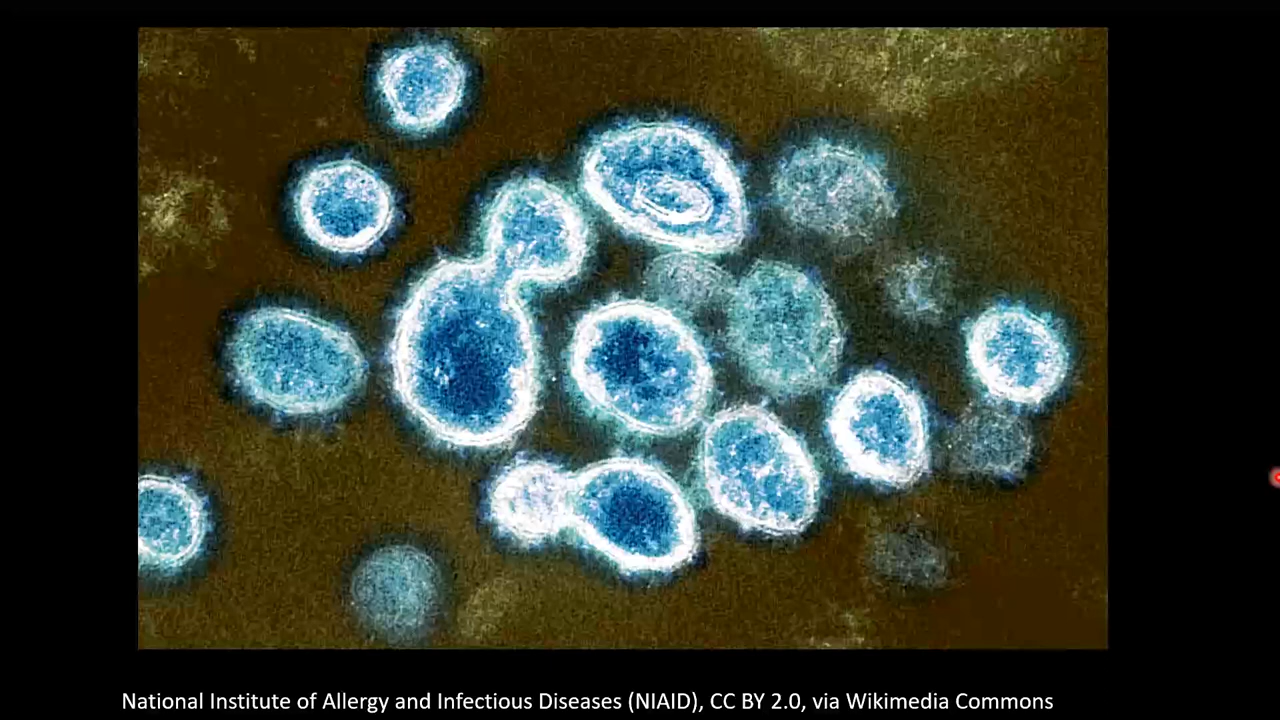 National Institute of Allergy and Infectious Diseases (NIAID), CC BY 2.0, via Wikimedia Commons